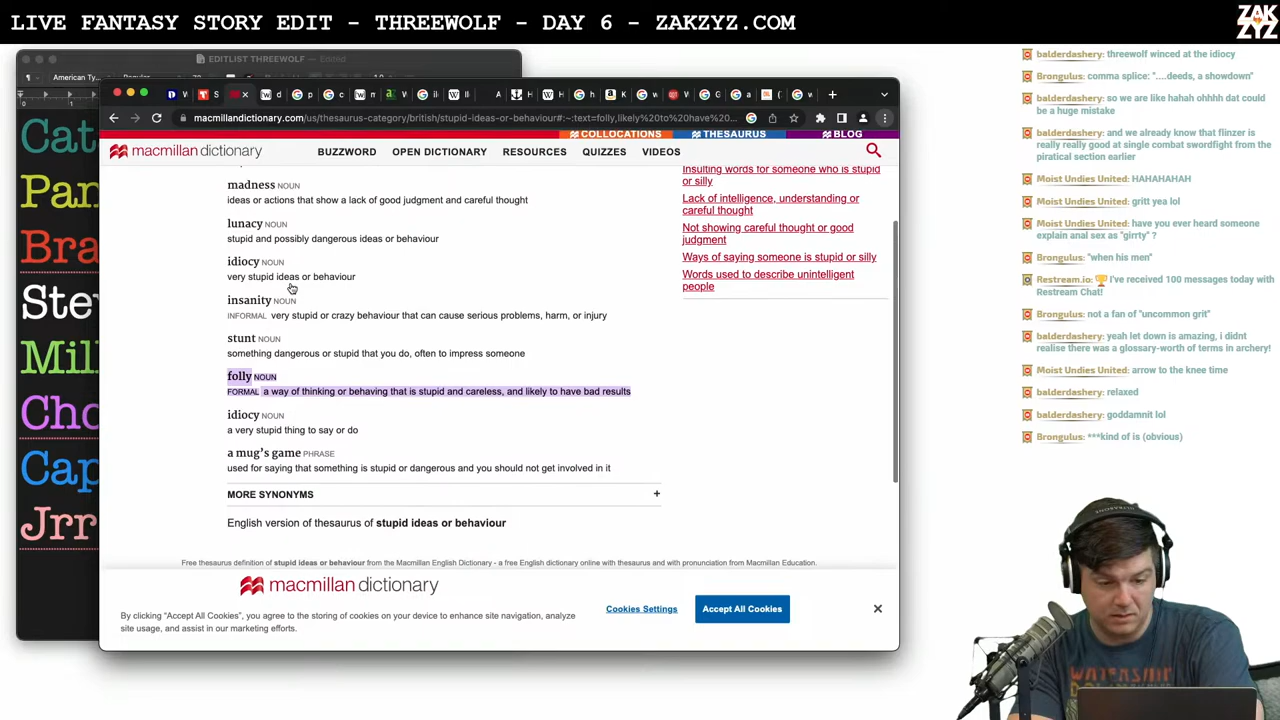 LIVE FANTASY STORY EDIT - THREEWOLF - DAY 6 - ZAKZYZ.COM
ZAK
ZYZ
EDITLIST THREEWOLF
American Ty
Cat
Pan
Bra
Ste
Mill
Cho
Cap
Jrr
macmillandictionary.com/us/thesaurus-category/british/stupid-ideas-or-behaviour#:~:text=folly,likely%20to%20have%20...
COLLOCATIONS
THESAURUS
BLOG
macmillan dictionary
QUIZZES
VIDEOS
madness NOUN
ideas or actions that show a lack of good judgment and careful thought
lunacy NOUN
stupid and possibly dangerous ideas or behaviour
idiocy NOUN
very stupid ideas or behaviour
insanity NOUN
INFORMAL very stupid or crazy behaviour that can cause serious problems, harm, or injury
stunt NOUN
something dangerous or stupid that you do, often to impress someone
folly NOUN
FORMAL a way of thinking or behaving that is stupid and careless, and likely to have bad results
idiocy NOUN
a very stupid thing to say or do
a mug's game PHRASE
used for saying that something is stupid or dangerous and you should not get involved in it
MORE SYNONYMS +
English version of thesaurus of stupid ideas or behaviour
Insulting words for someone who is stupid
or silly
Lack of intelligence, understanding or
careful thought
Not showing careful thought or good
judgment
Ways of saying someone is stupid or silly
Words used to describe unintelligent
people
Free thesaurus definition of stupid ideas or behaviour from the Macmillan English Dictionary - a free English dictionary online with thesaurus and with pronunciation from Macmillan Education.
macmillan dictionary
By clicking "Accept All Cookies", you agree to the storing of cookies on your device to enhance site navigation, analyze
site usage, and assist in our marketing efforts.
Cookies Settings
Accept All Cookies
balderdashery: threewolf winced at the idiocy
Brongulus: comma splice: "....deeds, a showdown"
balderdashery: so we are like hahah ohhhh dat could
be a huge mistake
balderdashery: and we already know that flinzer is
really really good at single combat swordfight from the
piratical section earlier
Moist Undies United: HAHAHAHAH
Moist Undies United: gritt yea lol
Moist Undies United: have you ever heard someone
explain anal sex as "girrty" ?
Brongulus: "when his men"
Restream.io: 🏆 I've received 100 messages today with
Restream Chat!
Brongulus: not a fan of "uncommon grit"
balderdashery: yeah let down is amazing, i didnt
realise there was a glossary-worth of terms in archery!
Moist Undies United: arrow to the knee time
balderdashery: relaxed
balderdashery: goddamnit lol
Brongulus: ***kind of is (obvious)
WATERSHIP